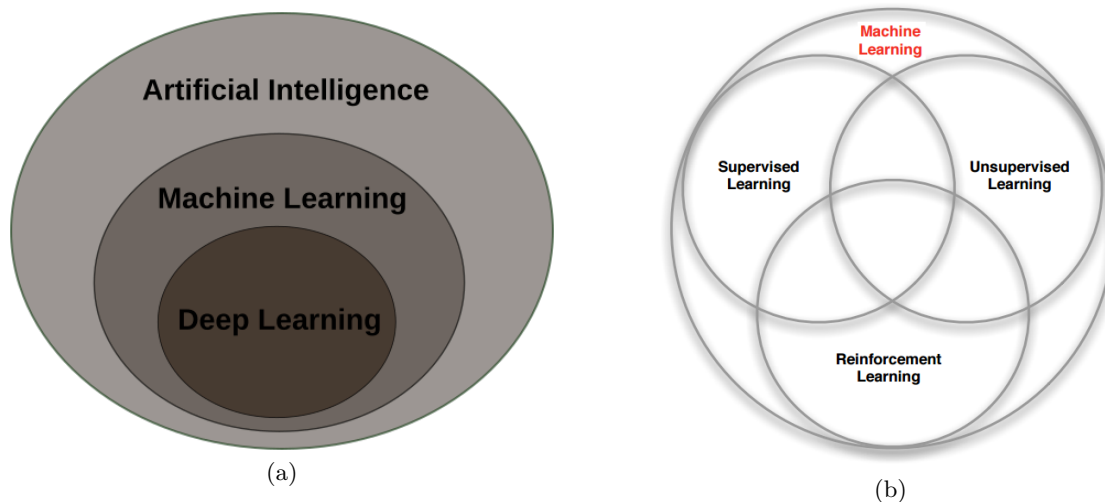 Artificial Intelligence
Machine Learning
Deep Learning
(a)
Machine
Learning
Supervised
Learning
Unsupervised
Learning
Reinforcement
Learning
(b)